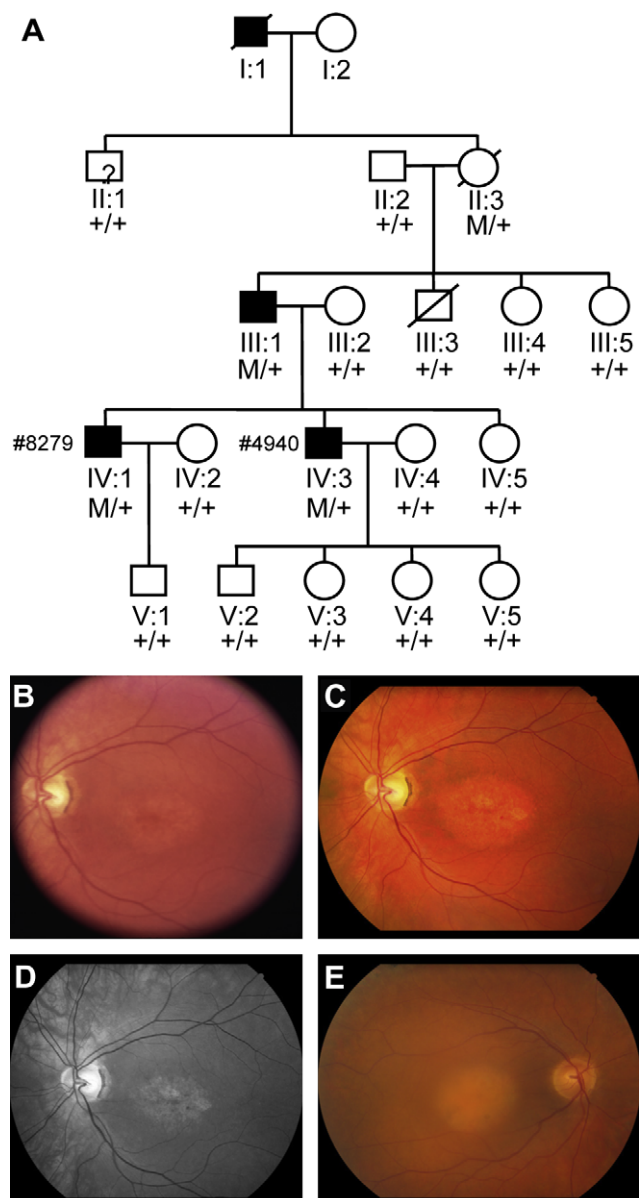 A
I:1 I:2
?
II:1 II:2 II:3
+/+ +/+ M/+
III:1 III:2 III:3 III:4 III:5
M/+ +/+ +/+ +/+ +/+
#8279 #4940
IV:1 IV:2 IV:3 IV:4 IV:5
M/+ +/+ M/+ +/+ +/+
V:1 V:2 V:3 V:4 V:5
+/+ +/+ +/+ +/+ +/+
B C
D E